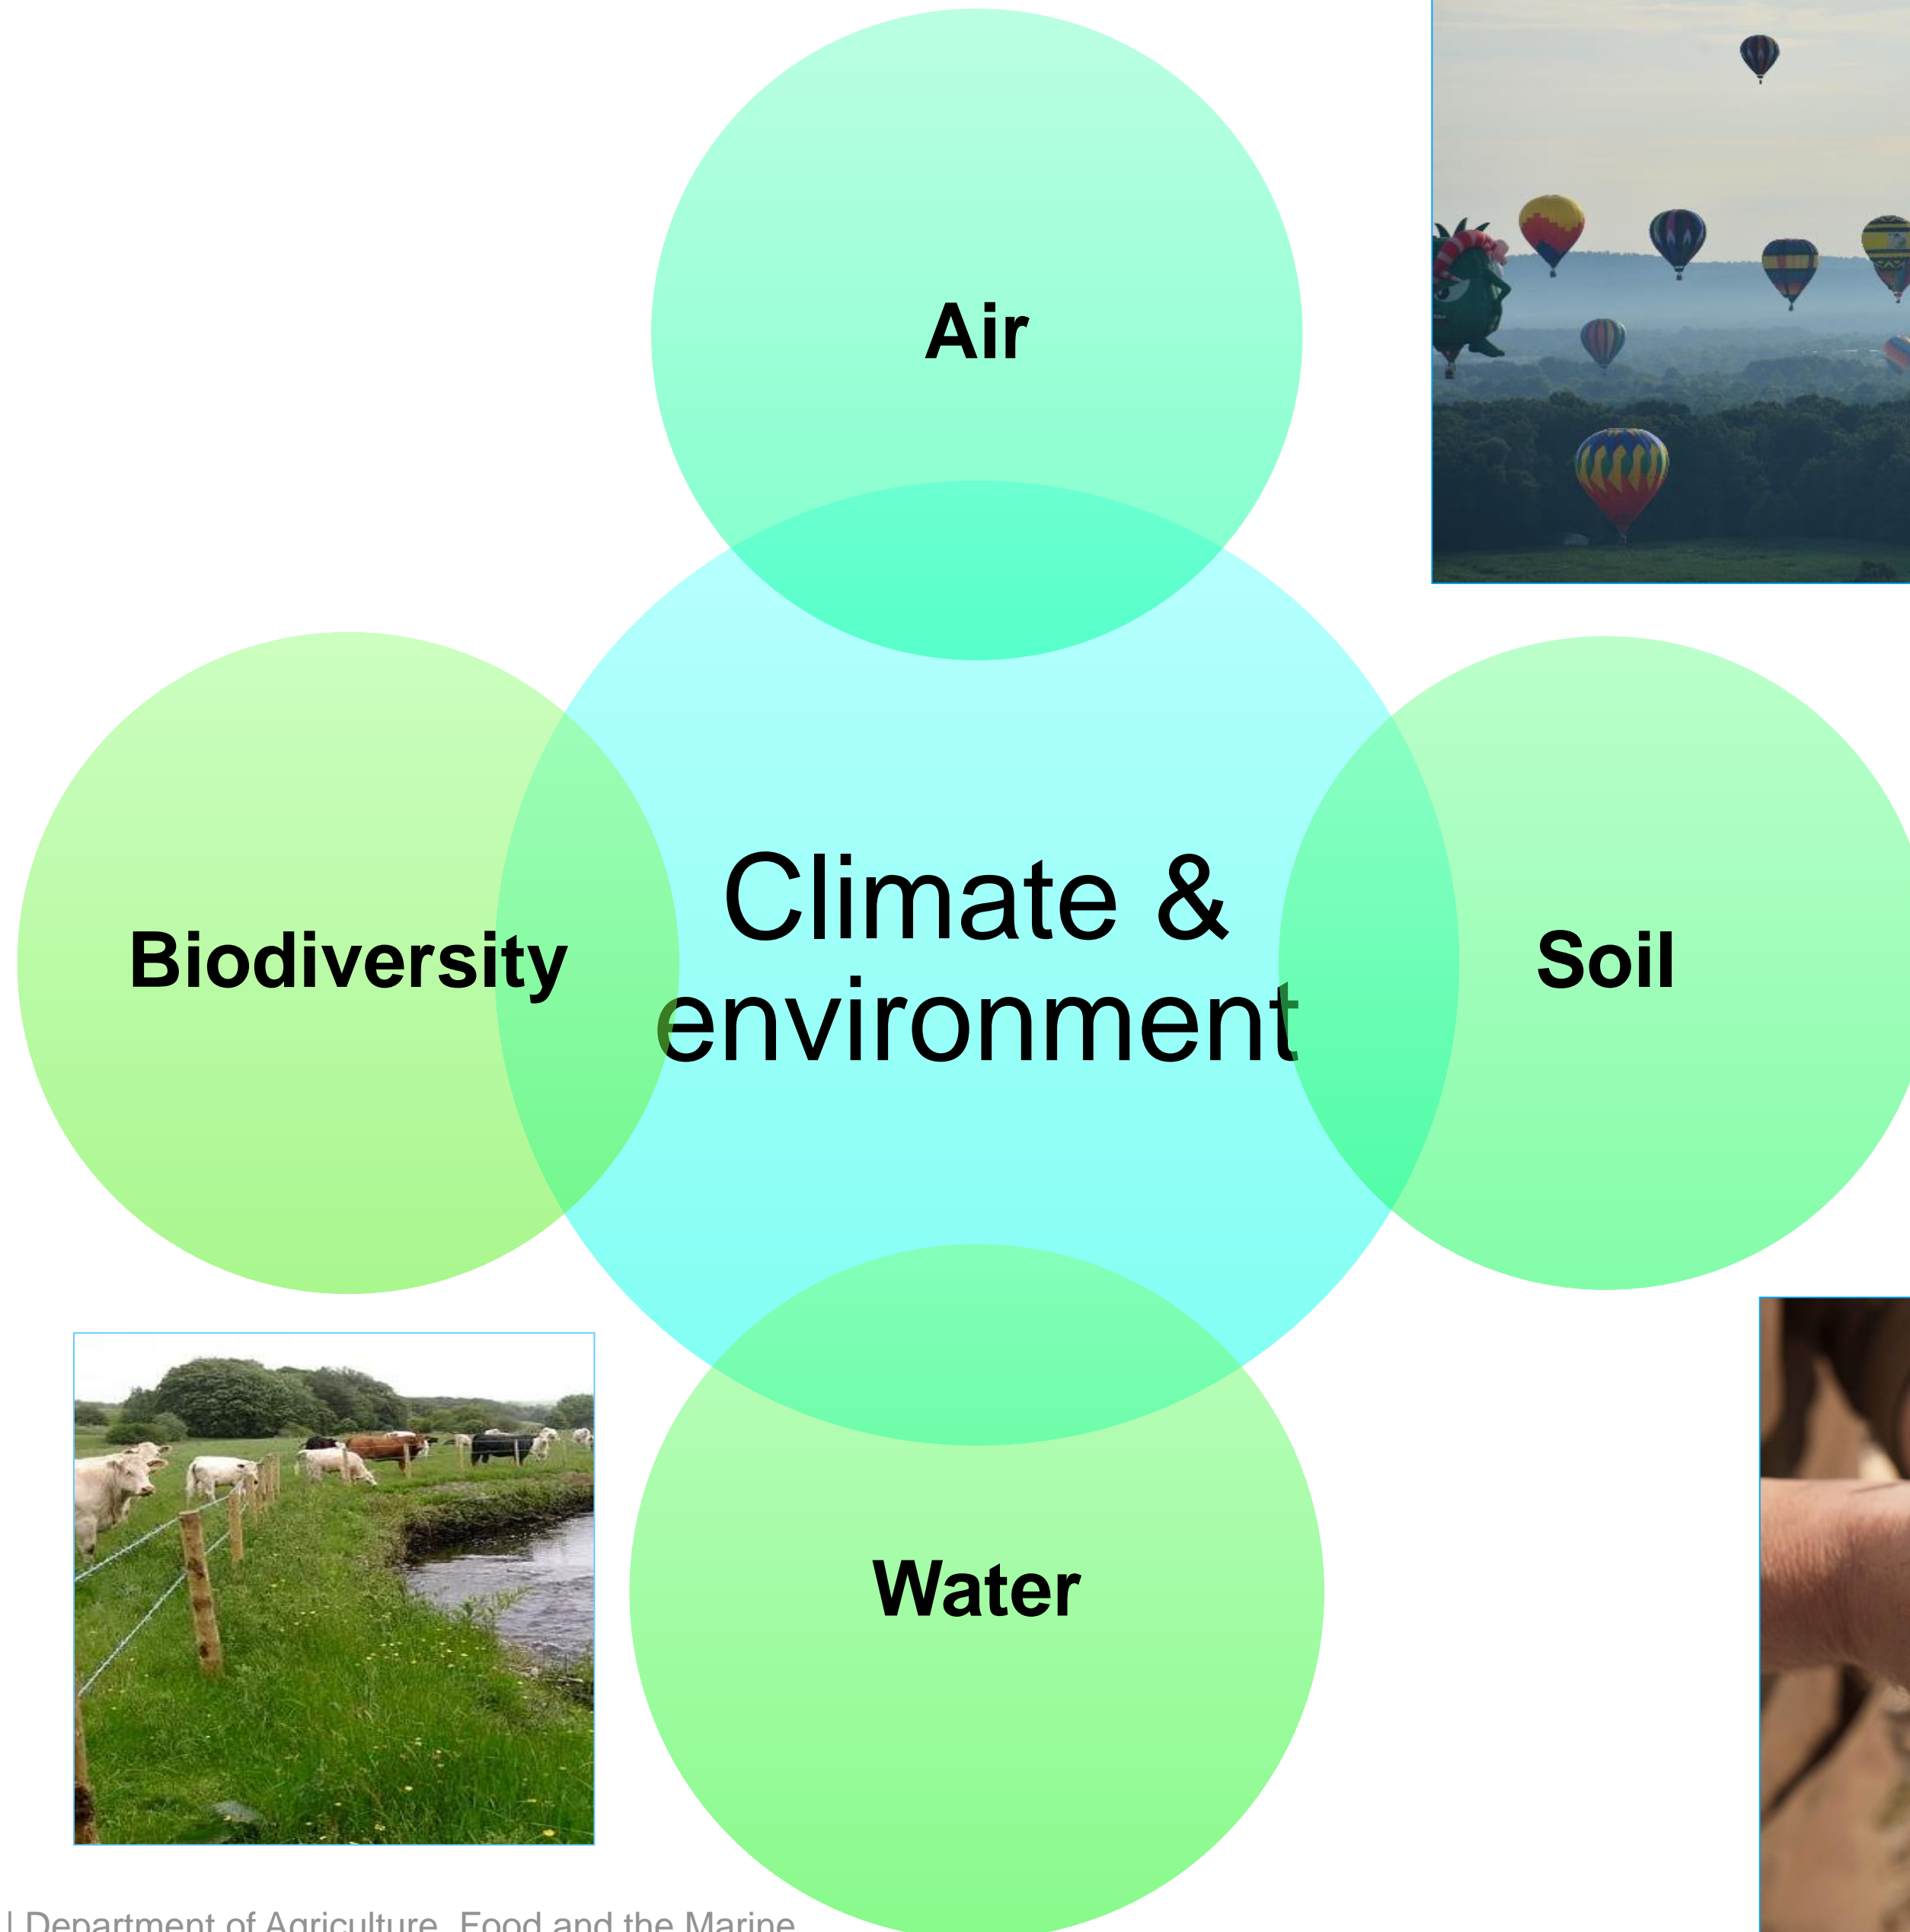 Air
Biodiversity
Climate &
environment
Soil
Water
| Department of Agriculture, Food and the Marine